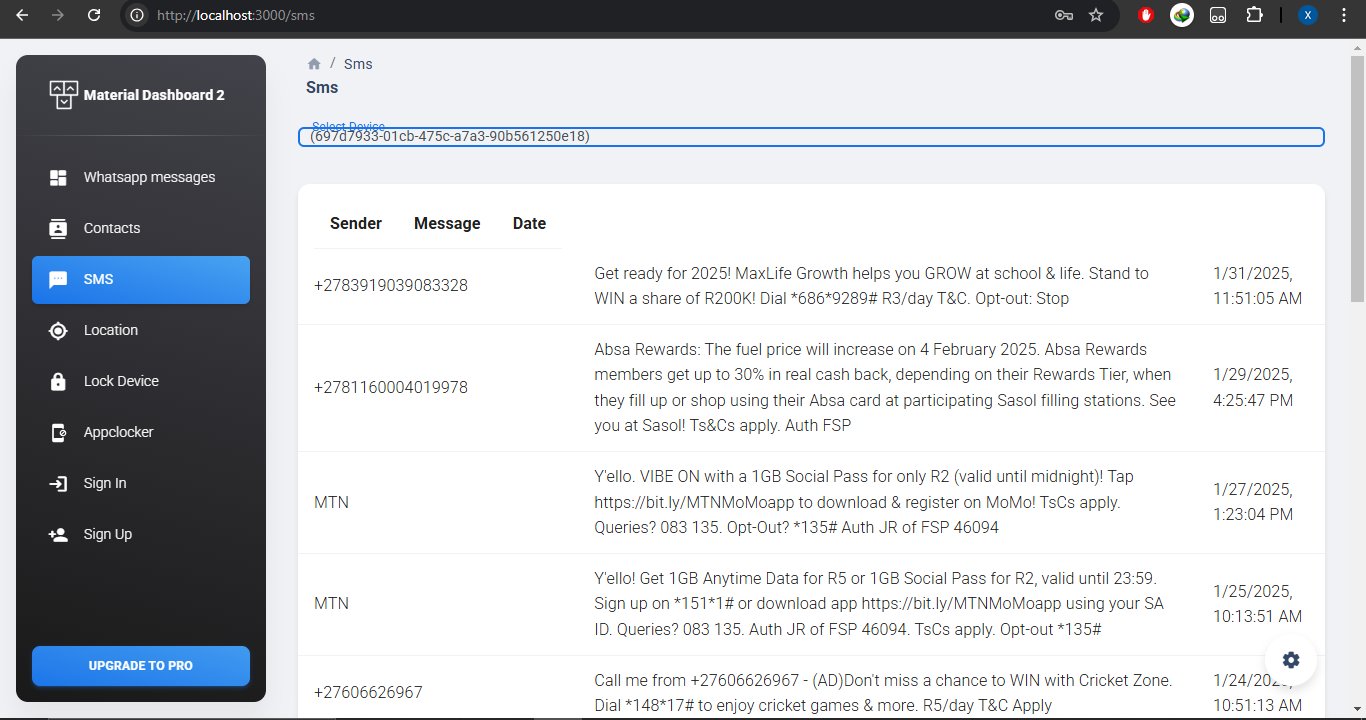 http://localhost:3000/sms
X
Material Dashboard 2
Whatsapp messages
Contacts
SMS
Location
Lock Device
Appclocker
Sign In
Sign Up
UPGRADE TO PRO
/ Sms
Sms
Select Device
(697d7933-01cb-475c-a7a3-90b561250e18)
Sender Message Date
+2783919039083328
Get ready for 2025! MaxLife Growth helps you GROW at school & life. Stand to
WIN a share of R200K! Dial *686*9289# R3/day T&C. Opt-out: Stop
1/31/2025,
11:51:05 AM
+2781160004019978
Absa Rewards: The fuel price will increase on 4 February 2025. Absa Rewards
members get up to 30% in real cash back, depending on their Rewards Tier, when
they fill up or shop using their Absa card at participating Sasol filling stations. See
you at Sasol! Ts&Cs apply. Auth FSP
1/29/2025,
4:25:47 PM
MTN
Y'ello. VIBE ON with a 1GB Social Pass for only R2 (valid until midnight)! Tap
https://bit.ly/MTNMoMoapp to download & register on MoMo! TsCs apply.
Queries? 083 135. Opt-Out? *135# Auth JR of FSP 46094
1/27/2025,
1:23:04 PM
MTN
Y'ello! Get 1GB Anytime Data for R5 or 1GB Social Pass for R2, valid until 23:59.
Sign up on *151*1# or download app https://bit.ly/MTNMoMoapp using your SA
ID. Queries? 083 135. Auth JR of FSP 46094. TsCs apply. Opt-out *135#
1/25/2025,
10:13:51 AM
+27606626967
Call me from +27606626967 - (AD)Don't miss a chance to WIN with Cricket Zone.
Dial *148*17# to enjoy cricket games & more. R5/day T&C Apply
1/24/2025,
10:51:13 AM